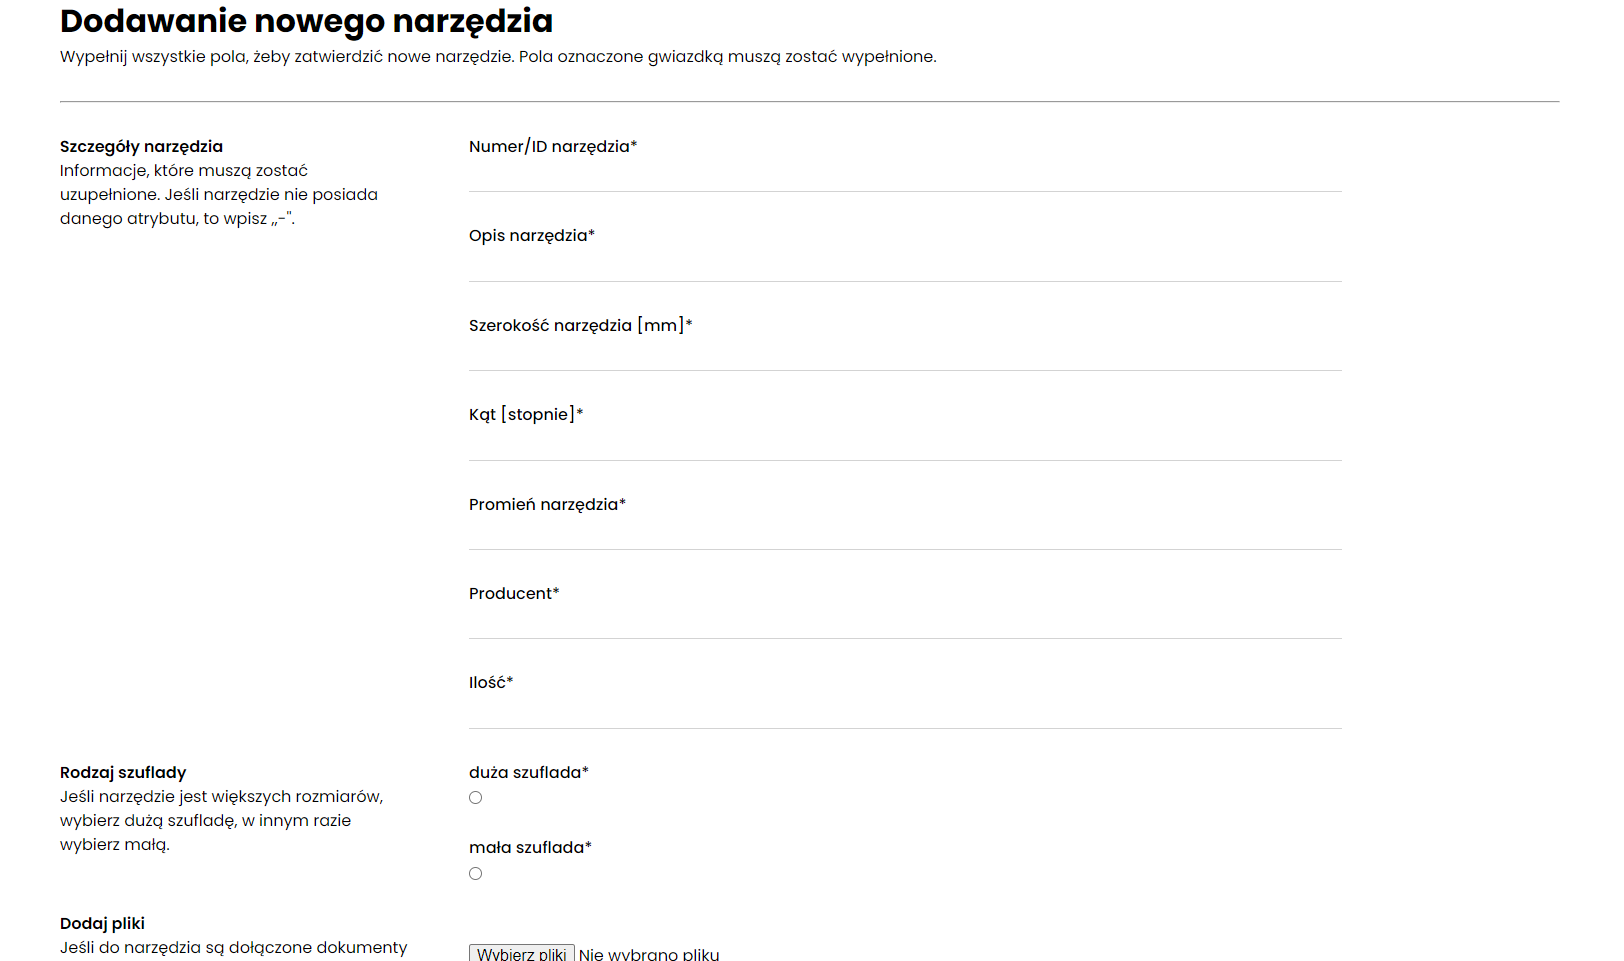 Dodawanie nowego narzędzia
Wypełnij wszystkie pola, żeby zatwierdzić nowe narzędzie. Pola oznaczone gwiazdką muszą zostać wypełnione.
Szczegóły narzędzia
Informacje, które muszą zostać
uzupełnione. Jeśli narzędzie nie posiada
danego atrybutu, to wpisz ,,-".
Numer/ID narzędzia*
Opis narzędzia*
Szerokość narzędzia [mm]*
Kąt [stopnie]*
Promień narzędzia*
Producent*
Ilość*
Rodzaj szuflady
Jeśli narzędzie jest większych rozmiarów,
wybierz dużą szufladę, w innym razie
wybierz małą.
duża szuflada*
mała szuflada*
Dodaj pliki
Jeśli do narzędzia są dołączone dokumenty
Wybierz pliki Nie wybrano pliku